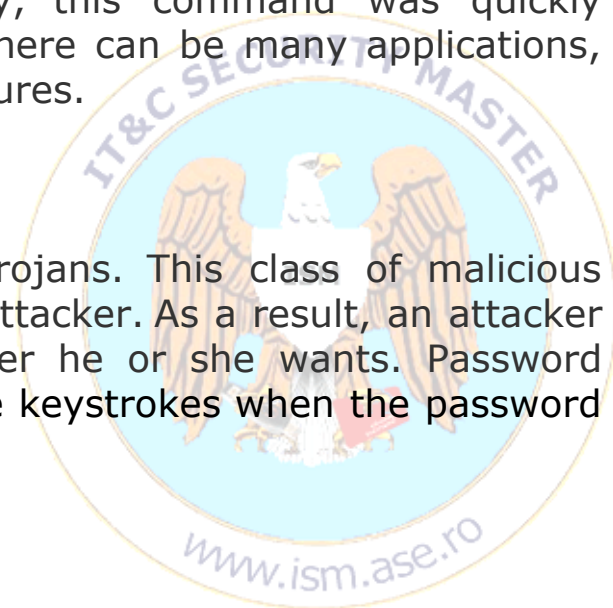 y, this command was quickly
here can be many applications,
ures.
IT&C SECURITY MASTER
rojans. This class of malicious
ttacker. As a result, an attacker
er he or she wants. Password
e keystrokes when the password
www.ism.ase.ro